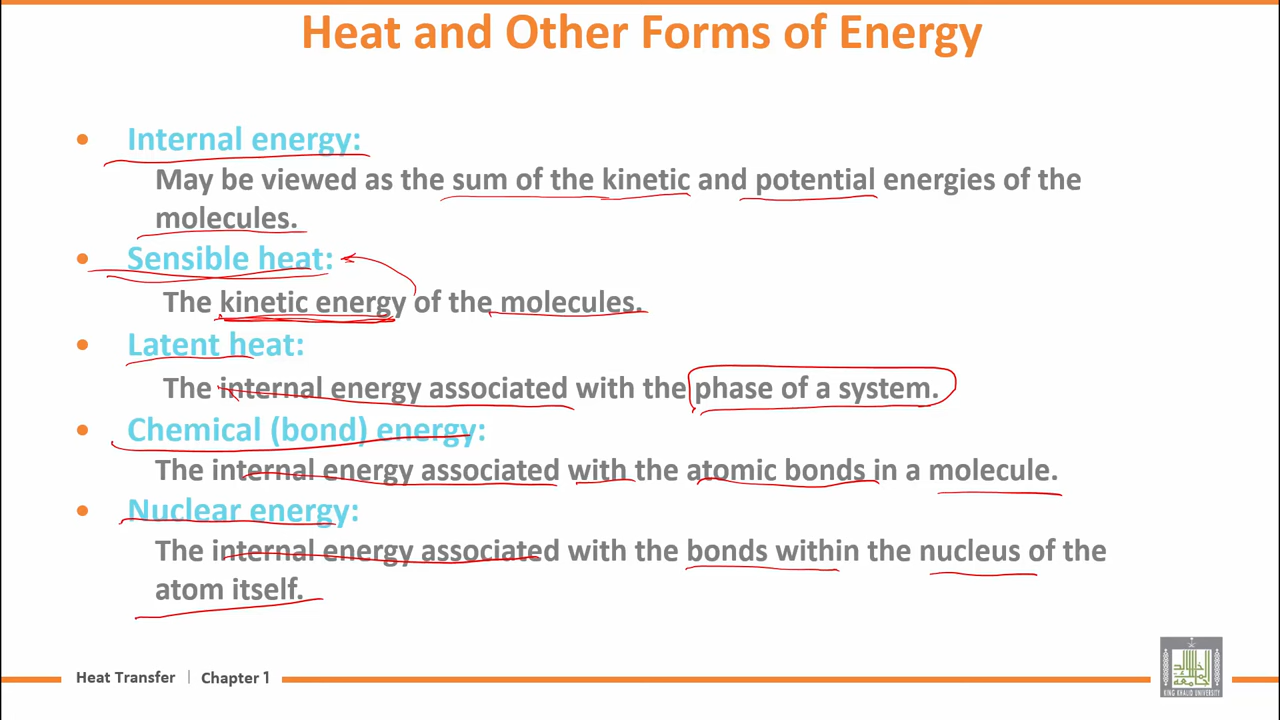 Heat and Other Forms of Energy
• Internal energy:
May be viewed as the sum of the kinetic and potential energies of the
molecules.
• Sensible heat:
The kinetic energy of the molecules.
• Latent heat:
The internal energy associated with the phase of a system.
• Chemical (bond) energy:
The internal energy associated with the atomic bonds in a molecule.
• Nuclear energy:
The internal energy associated with the bonds within the nucleus of the
atom itself.
Heat Transfer | Chapter 1
KING KHALID UNIVERSITY